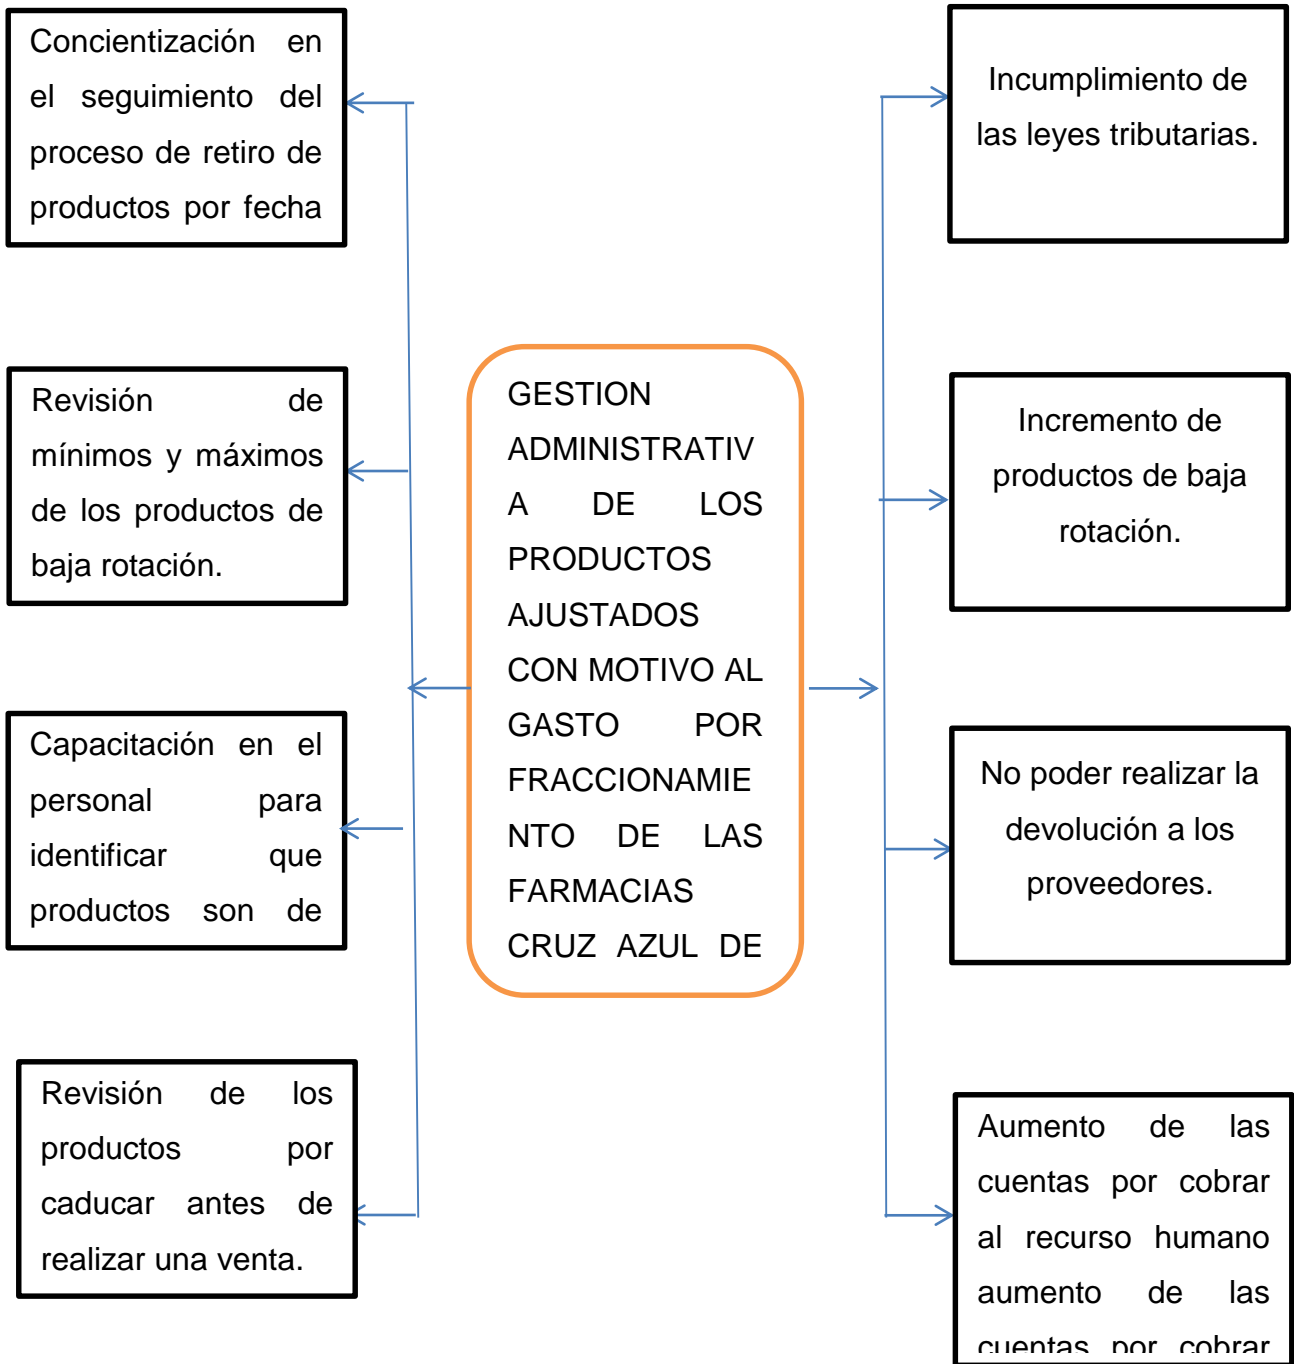 Concientización en
el seguimiento del
proceso de retiro de
productos por fecha
Revisión de
mínimos y máximos
de los productos de
baja rotación.
Capacitación en el
personal para
identificar que
productos son de
Revisión de los
productos por
caducar antes de
realizar una venta.
GESTION
ADMINISTRATIV
A DE LOS
PRODUCTOS
AJUSTADOS
CON MOTIVO AL
GASTO POR
FRACCIONAMIE
NTO DE LAS
FARMACIAS
CRUZ AZUL DE
Incumplimiento de
las leyes tributarias.
Incremento de
productos de baja
rotación.
No poder realizar la
devolución a los
proveedores.
Aumento de las
cuentas por cobrar
al recurso humano
aumento de las
cuentas por cobrar